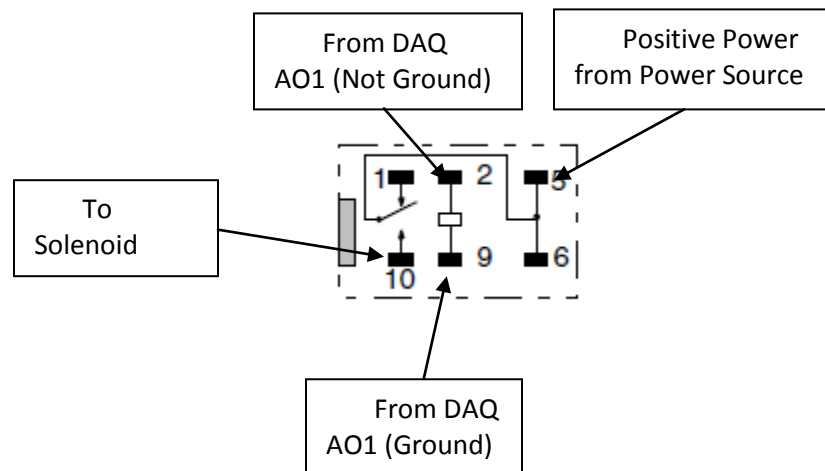 From DAQ
AO1 (Not Ground)
Positive Power
from Power Source
1
2
5
To
Solenoid
10
9
6
From DAQ
AO1 (Ground)